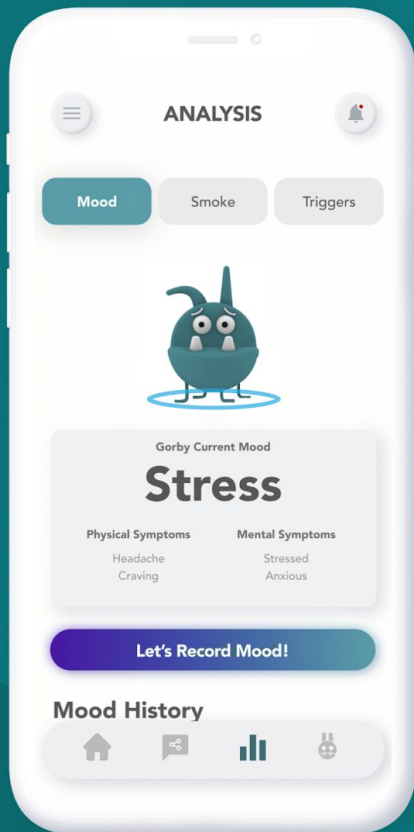 ANALYSIS
Mood Smoke Triggers
Gorby Current Mood
Stress
Physical Symptoms Mental Symptoms
Headache Stressed
Craving Anxious
Let's Record Mood!
Mood History